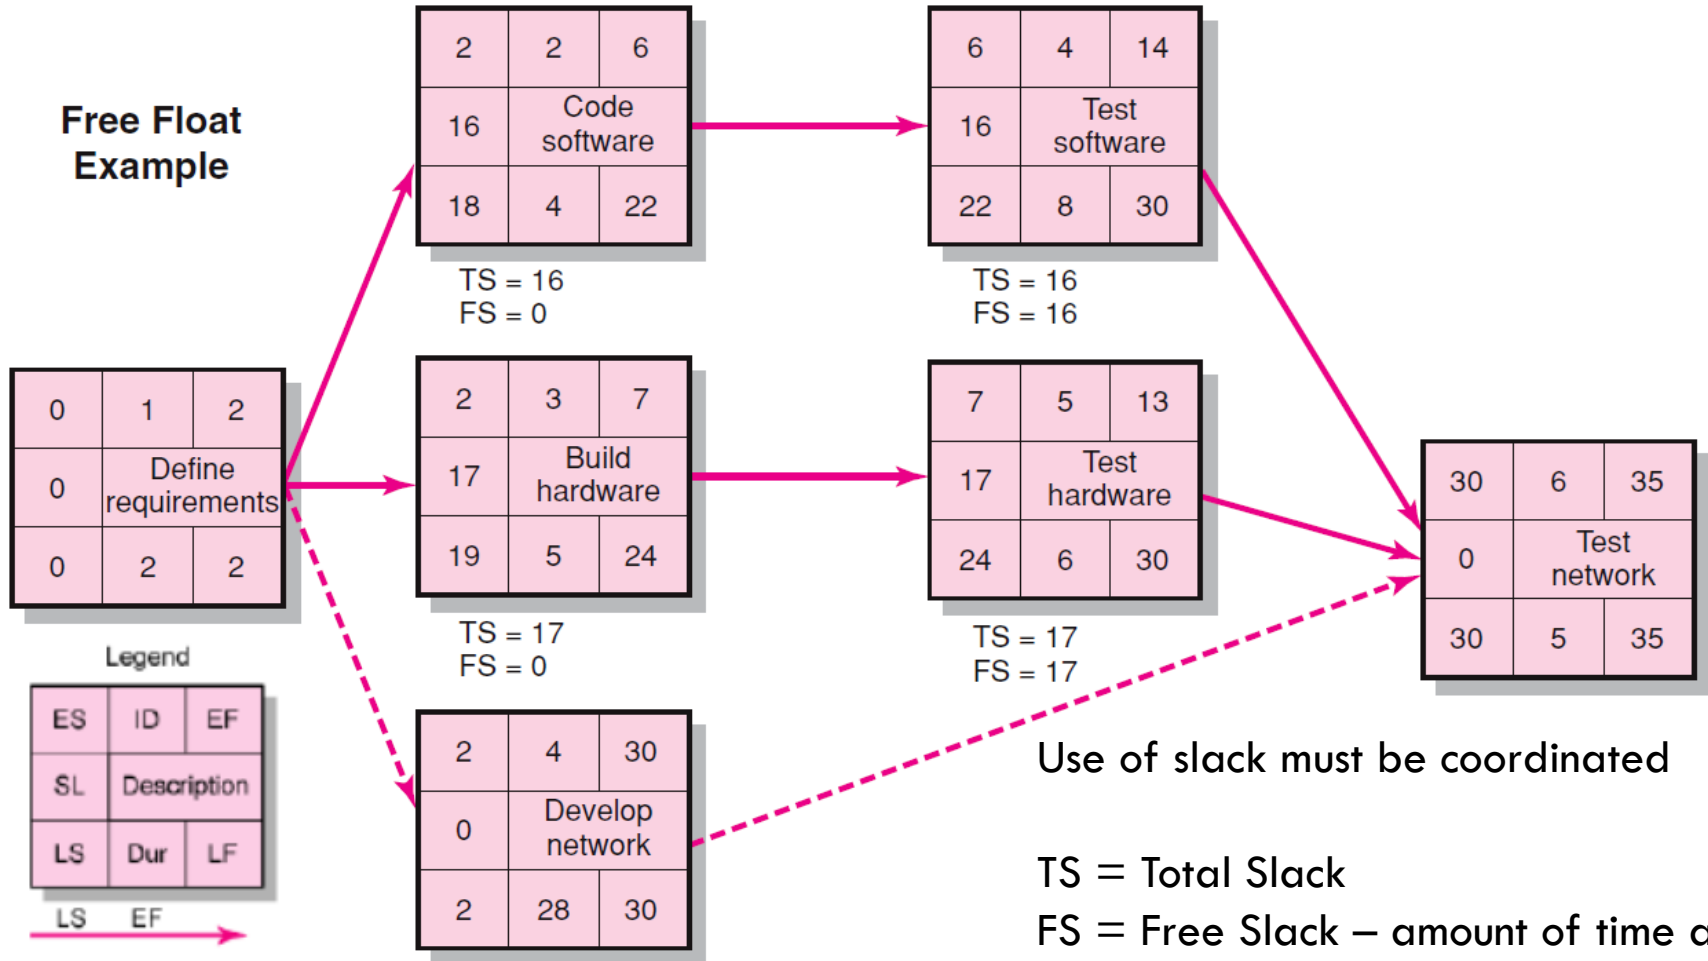 Free Float
Example
2 2 6
16 Code
software
18 4 22
TS = 16
FS = 0
6 4 14
16 Test
software
22 8 30
TS = 16
FS = 16
0 1 2
0 Define
requirements
0 2 2
2 3 7
17 Build
hardware
19 5 24
TS = 17
FS = 0
7 5 13
17 Test
hardware
24 6 30
TS = 17
FS = 17
30 6 35
0 Test
network
30 5 35
2 4 30
0 Develop
network
2 28 30
Legend
ES ID EF
SL Description
LS Dur LF
LS EF
Use of slack must be coordinated
TS = Total Slack
FS = Free Slack – amount of time a